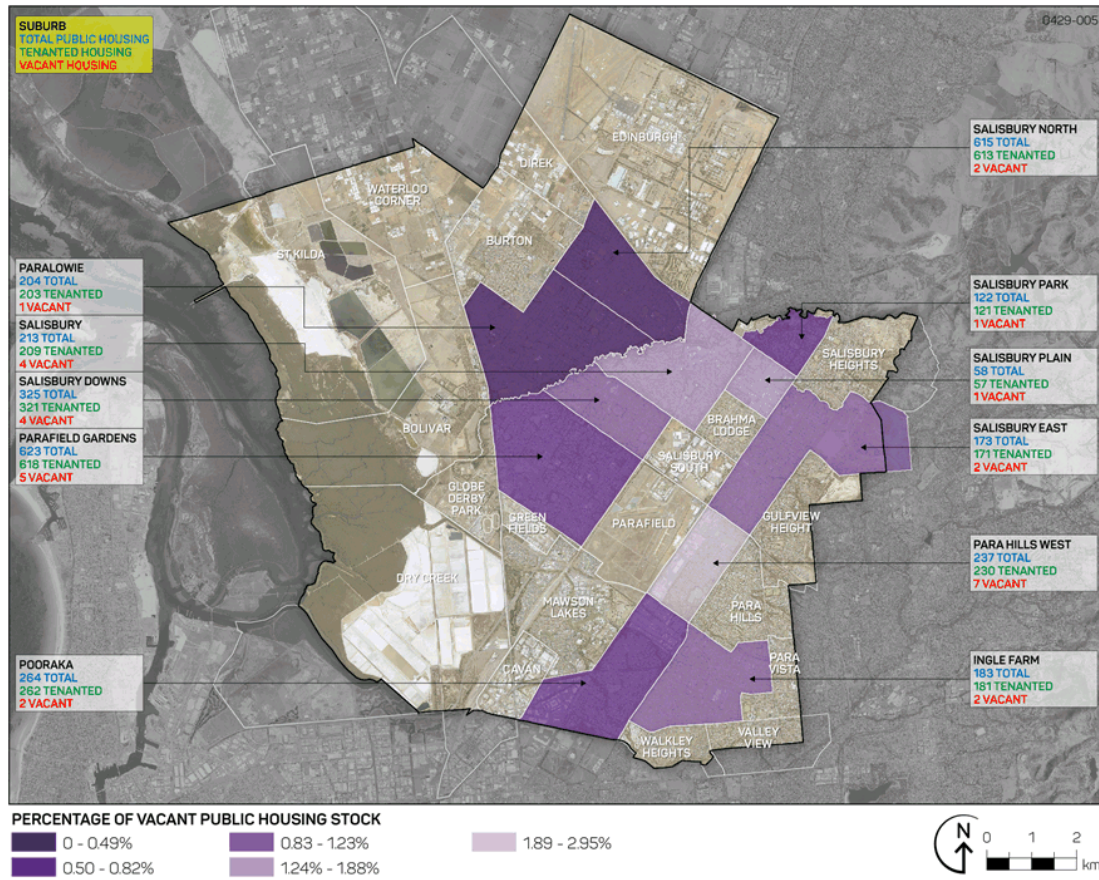 SUBURB
TOTAL PUBLIC HOUSING
TENANTED HOUSING
VACANT HOUSING
0429-005
EDINBURGH
DIREK
WATERLOO
CORNER
BURTON
ST KILDA
SALISBURY NORTH
615 TOTAL
613 TENANTED
2 VACANT
PARALOWIE
204 TOTAL
203 TENANTED
1 VACANT
SALISBURY
213 TOTAL
209 TENANTED
4 VACANT
SALISBURY DOWNS
325 TOTAL
321 TENANTED
4 VACANT
PARAFIELD GARDENS
623 TOTAL
618 TENANTED
5 VACANT
SALISBURY PARK
122 TOTAL
121 TENANTED
1 VACANT
SALISBURY
HEIGHTS
SALISBURY PLAIN
58 TOTAL
57 TENANTED
1 VACANT
BRAHMA
LODGE
BOLIVAR
SALISBURY
SOUTH
SALISBURY EAST
173 TOTAL
171 TENANTED
2 VACANT
GLOBE
DERBY
PARK
GREEN
FIELDS
PARAFIELD
GULFVIEW
HEIGHT
PARA HILLS WEST
237 TOTAL
230 TENANTED
7 VACANT
DRY CREEK
MAWSON
LAKES
PARA
HILLS
CAVAN
PARA
VISTA
POORAKA
264 TOTAL
262 TENANTED
2 VACANT
INGLE FARM
183 TOTAL
181 TENANTED
2 VACANT
WALKLEY
HEIGHTS
VALLEY
VIEW
PERCENTAGE OF VACANT PUBLIC HOUSING STOCK
0 - 0.49%
0.50 - 0.82%
0.83 - 1.23%
1.24% - 1.88%
1.89 - 2.95%
N
0 1 2
km